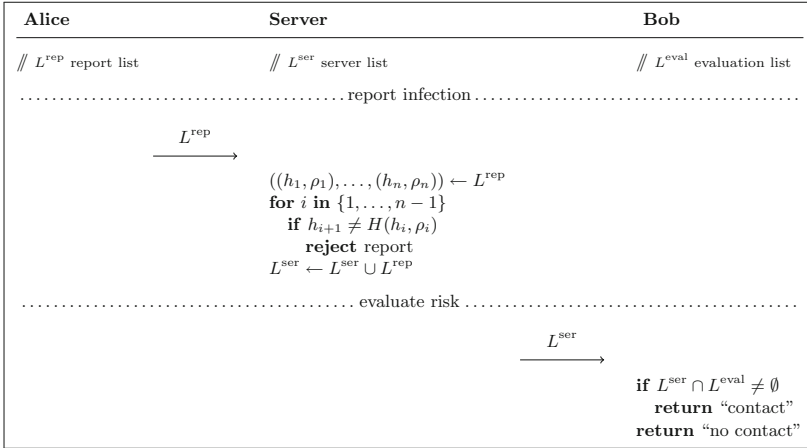 Alice Server Bob
// L^rep report list // L^ser server list // L^eval evaluation list
report infection
L^rep
((h_1, ρ_1), . . . , (h_n, ρ_n)) ← L^rep
for i in {1, . . . , n − 1}
if h_{i+1} ≠ H(h_i, ρ_i)
reject report
L^ser ← L^ser ∪ L^rep
evaluate risk
L^ser
if L^ser ∩ L^eval ≠ ∅
return “contact”
return “no contact”